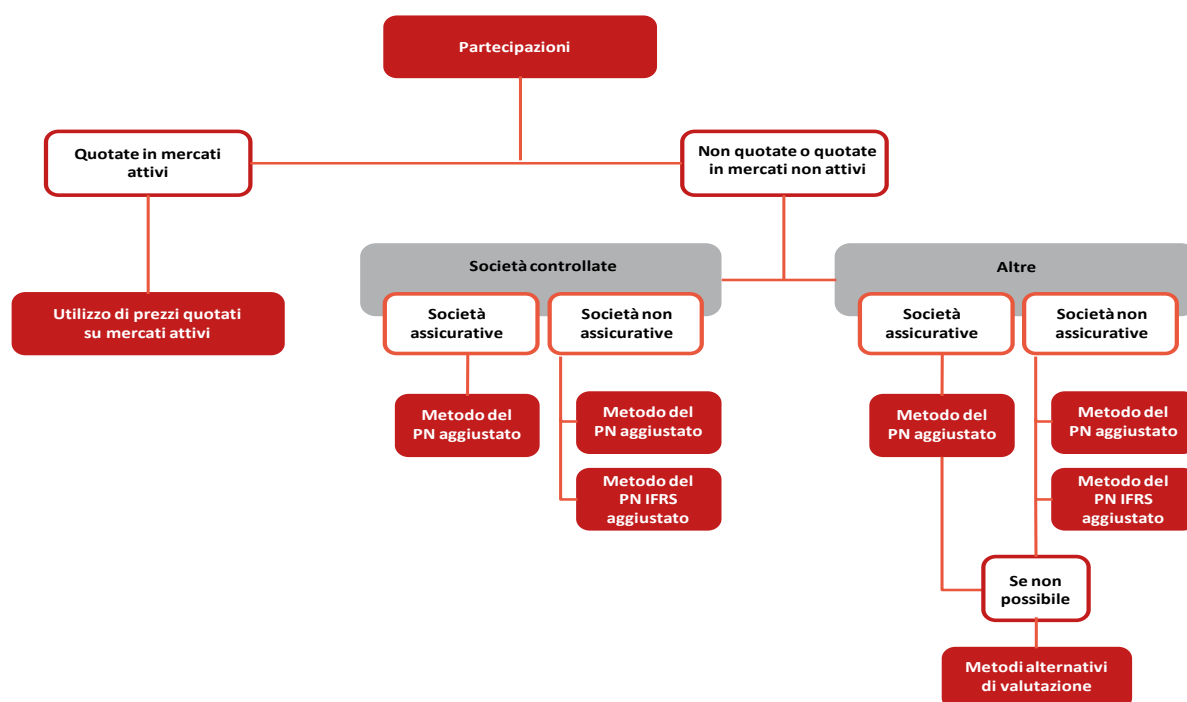 Partecipazioni
Quotate in mercati
attivi
Non quotate o quotate
in mercati non attivi
Utilizzo di prezzi quotati
su mercati attivi
Società controllate
Altre
Società
assicurative
Società non
assicurative
Società
assicurative
Società non
assicurative
Metodo del
PN aggiustato
Metodo del
PN aggiustato
Metodo del
PN IFRS
aggiustato
Metodo del
PN aggiustato
Metodo del
PN aggiustato
Metodo del
PN IFRS
aggiustato
Se non
possibile
Metodi alternativi
di valutazione